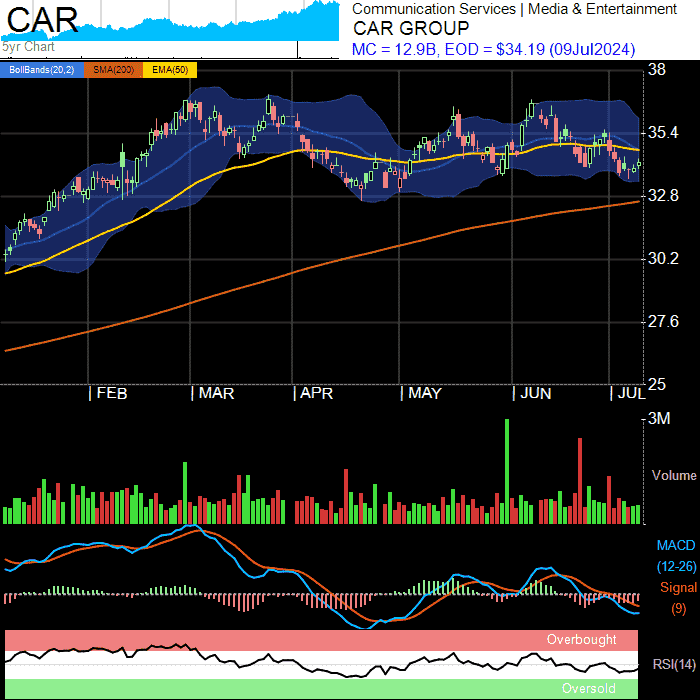 CAR
5yr Chart
Communication Services | Media & Entertainment
CAR GROUP
MC = 12.9B, EOD = $34.19 (09Jul2024)
BollBands(20,2) SMA(200) EMA(50)
38
35.4
32.8
30.2
27.6
25
| FEB | MAR | APR | MAY | JUN | JUL
3M
Volume
MACD
(12-26)
Signal
(9)
Overbought
RSI(14)
Oversold